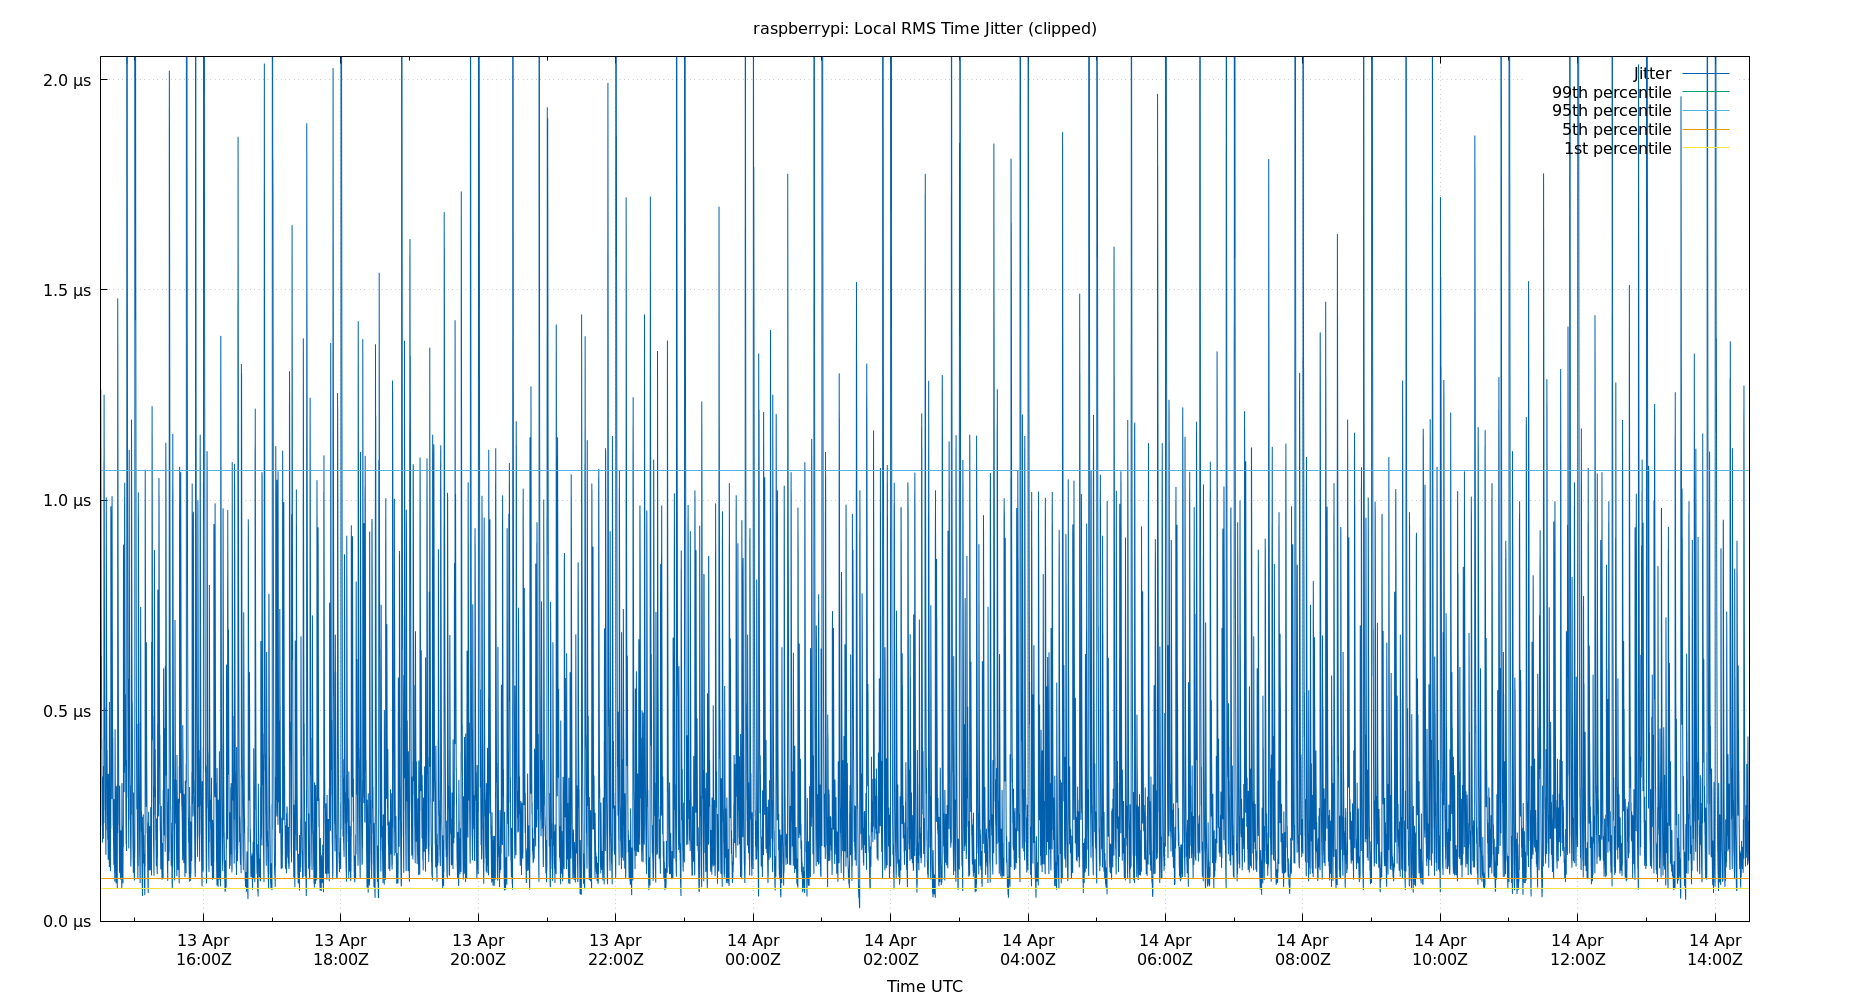 raspberrypi: Local RMS Time Jitter (clipped)
2.0 µs
1.5 µs
1.0 µs
0.5 µs
0.0 µs
Jitter
99th percentile
95th percentile
5th percentile
1st percentile
13 Apr 13 Apr 13 Apr 13 Apr 14 Apr 14 Apr 14 Apr 14 Apr 14 Apr 14 Apr 14 Apr 14 Apr
16:00Z 18:00Z 20:00Z 22:00Z 00:00Z 02:00Z 04:00Z 06:00Z 08:00Z 10:00Z 12:00Z 14:00Z
Time UTC